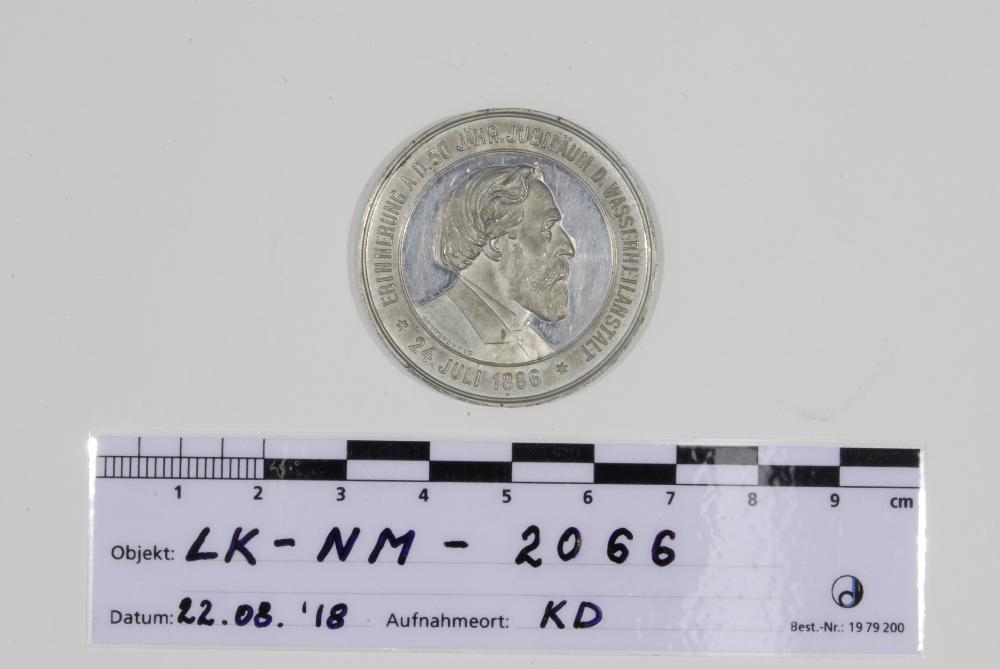 ERINNERUNG A.D. 50 JÄHR. JUBILÄUM D. WASSERHEILANSTALT.
* 24. JULI 1886 *
1 2 3 4 5 6 7 8 9 cm
Objekt: LK-NM-2066
Datum: 22.08.'18 Aufnahmeort: KD
Best.-Nr.: 19 79 200